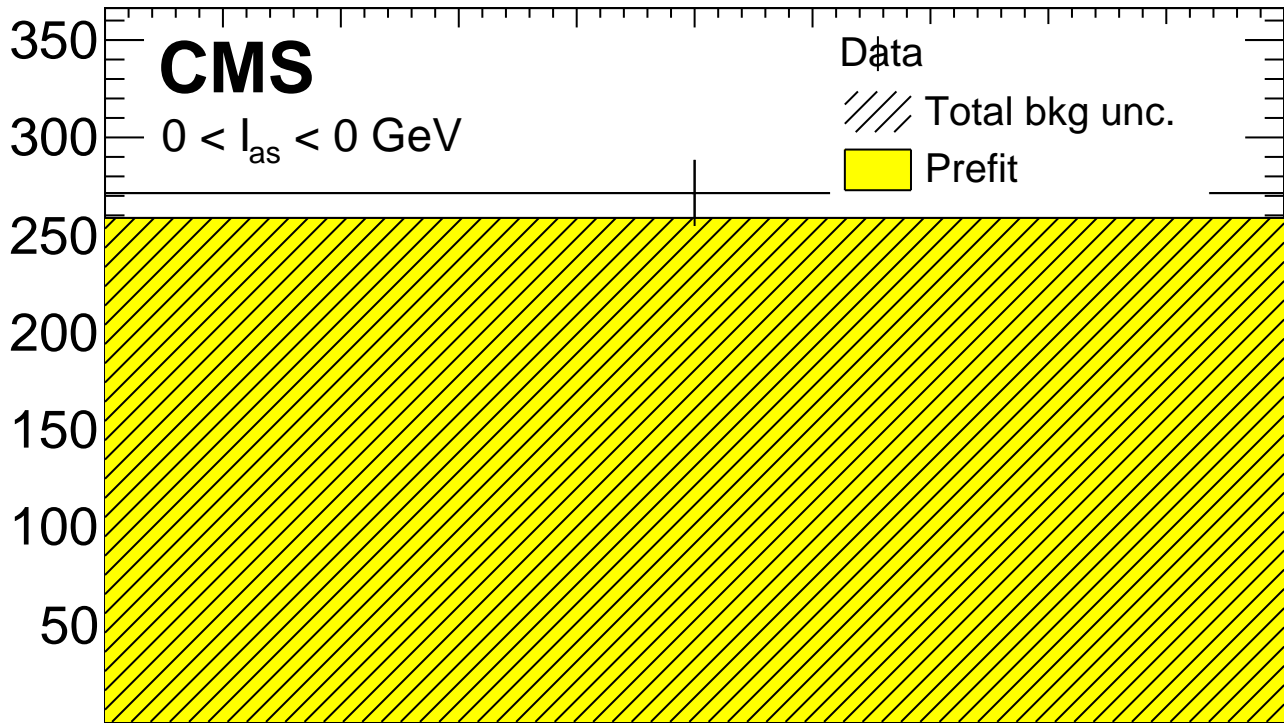 350
CMS
Data
Total bkg unc.
300
0 < I_as < 0 GeV
Prefit
250
200
150
100
50